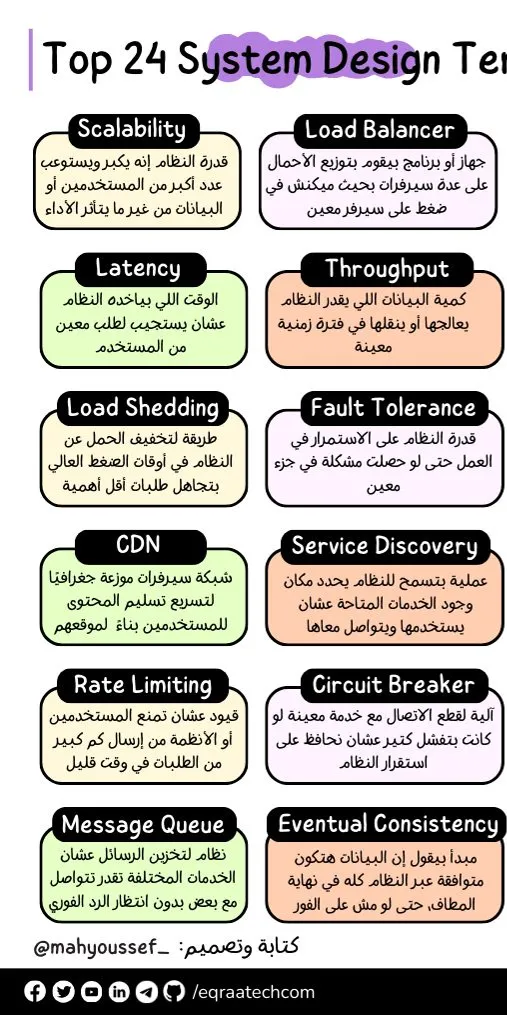 Top 24 System Design Ter
Scalability
قدرة النظام إنه يكبر ويستوعب
عدد أكبر من المستخدمين أو
البيانات من غير ما يتأثر الأداء
Load Balancer
جهاز أو برنامج بيقوم بتوزيع الأحمال
على عدة سيرفرات بحيث ميكنش في
ضغط على سيرفر معين
Latency
الوقت اللي بياخده النظام
عشان يستجيب لطلب معين
من المستخدم
Throughput
كمية البيانات اللي يقدر النظام
يعالجها أو ينقلها في فترة زمنية
معينة
Load Shedding
طريقة لتخفيف الحمل عن
النظام في أوقات الضغط العالي
بتجاهل طلبات أقل أهمية
Fault Tolerance
قدرة النظام على الاستمرار في
العمل حتى لو حصلت مشكلة في جزء
معين
CDN
شبكة سيرفرات موزعة جغرافيًا
لتسريع تسليم المحتوى
للمستخدمين بناءً لموقعهم
Service Discovery
عملية بتسمح للنظام يحدد مكان
وجود الخدمات المتاحة عشان
يستخدمها ويتواصل معاها
Rate Limiting
قيود عشان تمنع المستخدمين
أو الأنظمة من إرسال كم كبير
من الطلبات في وقت قليل
Circuit Breaker
آلية لقطع الاتصال مع خدمة معينة لو
كانت بتفشل كتير عشان نحافظ على
استقرار النظام
Message Queue
نظام لتخزين الرسائل عشان
الخدمات المختلفة تقدر تتواصل
مع بعض بدون انتظار الرد الفوري
Eventual Consistency
مبدأ بيقول إن البيانات هتكون
متوافقة عبر النظام كله في نهاية
المطاف، حتى لو مش على الفور
كتابة وتصميم: @mahyoussef_
/eqraatechcom